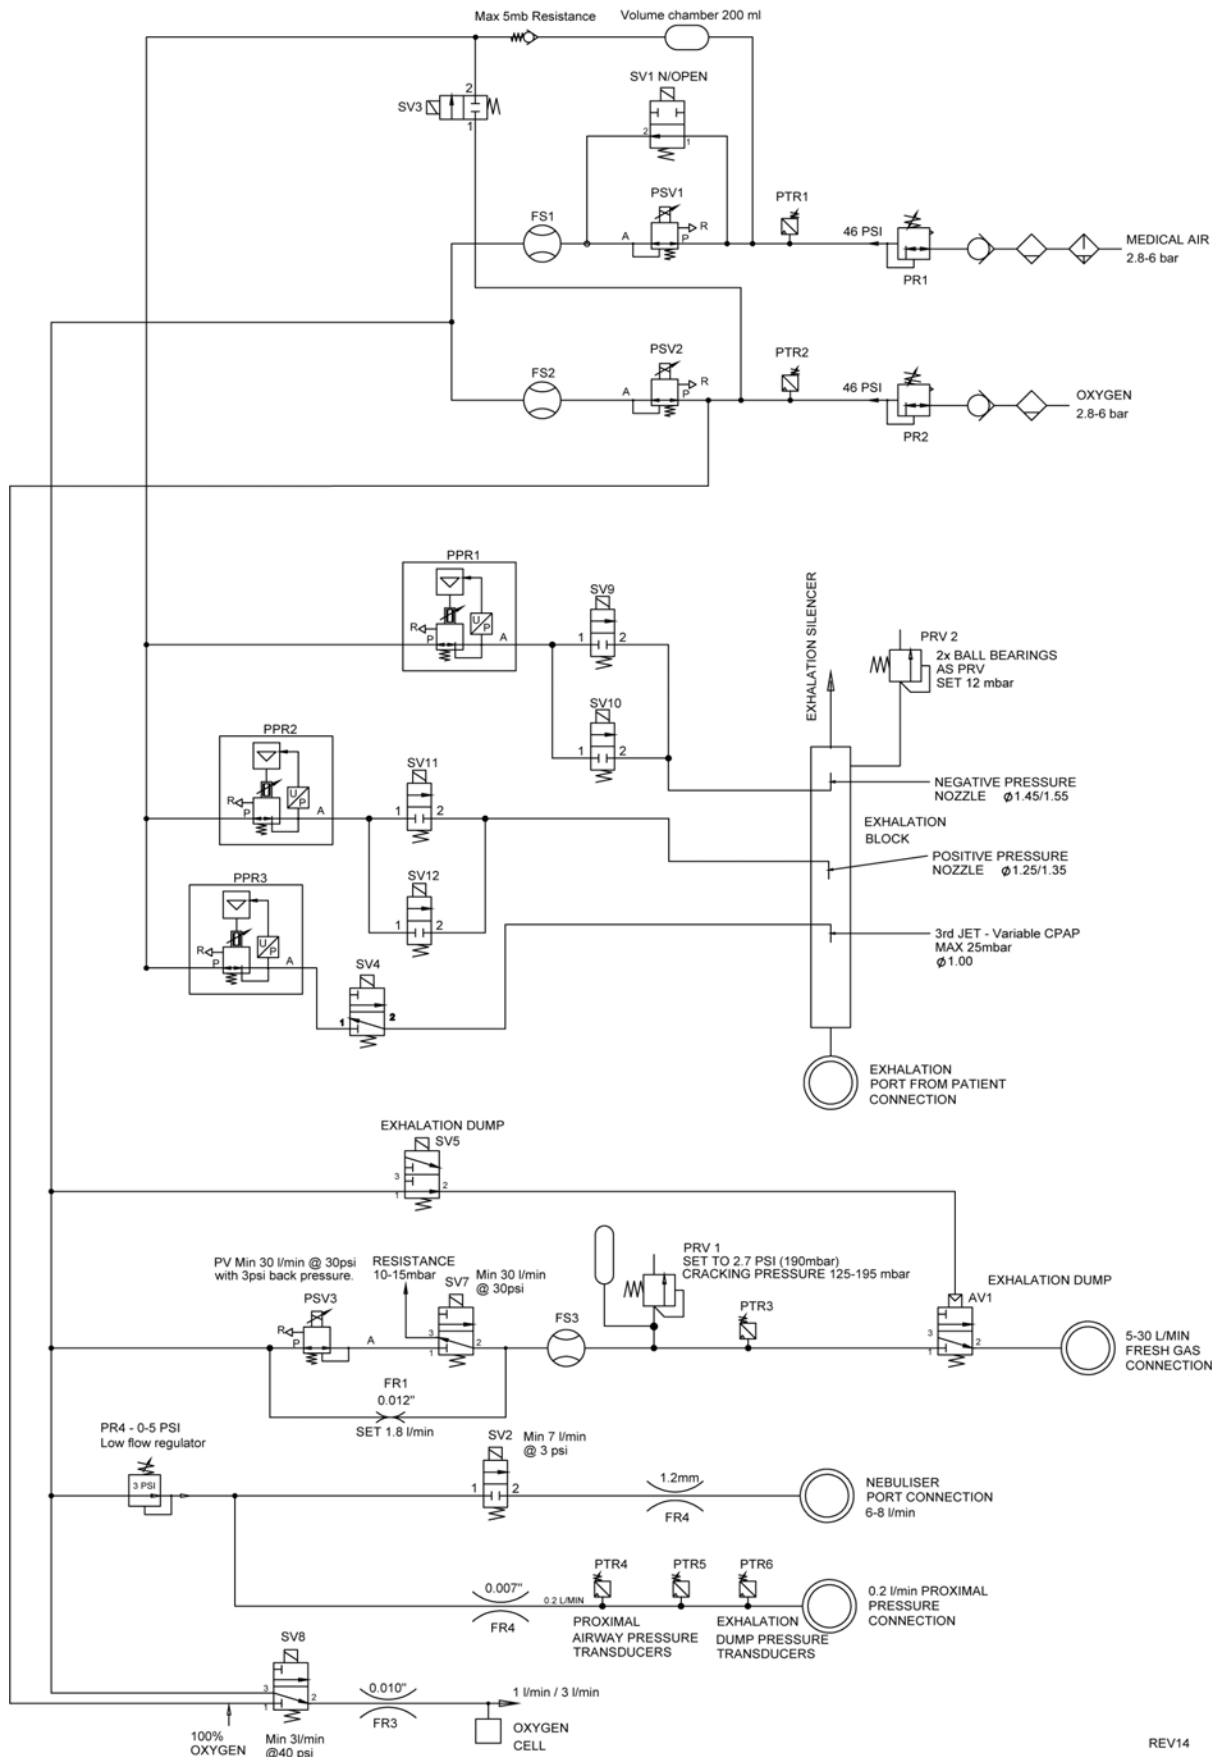 Max 5mb Resistance
Volume chamber 200 ml
SV1 N/OPEN
2
SV3
1
2
1
PSV1
FS1
A
P
R
PTR1
46 PSI
PR1
MEDICAL AIR
2.8-6 bar
PSV2
FS2
A
P
R
PTR2
46 PSI
PR2
OXYGEN
2.8-6 bar
PPR1
R
P
U
P
A
SV9
1
2
SV10
1
2
EXHALATION SILENCER
PRV 2
2x BALL BEARINGS
AS PRV
SET 12 mbar
PPR2
R
P
U
P
A
SV11
1
2
SV12
1
2
NEGATIVE PRESSURE
NOZZLE ϕ1.45/1.55
EXHALATION
BLOCK
POSITIVE PRESSURE
NOZZLE ϕ1.25/1.35
PPR3
R
P
U
P
A
SV4
1
2
3rd JET - Variable CPAP
MAX 25mbar
ϕ1.00
EXHALATION
PORT FROM PATIENT
CONNECTION
EXHALATION DUMP
SV5
3
1
2
PV Min 30 l/min @ 30psi
with 3psi back pressure.
RESISTANCE
10-15mbar
SV7
Min 30 l/min
@ 30psi
PRV 1
SET TO 2.7 PSI (190mbar)
CRACKING PRESSURE 125-195 mbar
EXHALATION DUMP
AV1
PSV3
R
P
A
3
1
2
FS3
PTR3
3
1
2
5-30 L/MIN
FRESH GAS
CONNECTION
FR1
0.012"
SET 1.8 l/min
PR4 - 0-5 PSI
Low flow regulator
3 PSI
SV2
Min 7 l/min
@ 3 psi
1
2
1.2mm
FR4
NEBULISER
PORT CONNECTION
6-8 l/min
0.007"
FR4
0.2 L/MIN
PTR4
PTR5
PTR6
PROXIMAL
AIRWAY PRESSURE
TRANSDUCERS
EXHALATION
DUMP PRESSURE
TRANSDUCERS
0.2 l/min PROXIMAL
PRESSURE
CONNECTION
SV8
3
1
2
0.010"
FR3
1 l/min / 3 l/min
OXYGEN
CELL
100%
OXYGEN
Min 3l/min
@40 psi
REV14